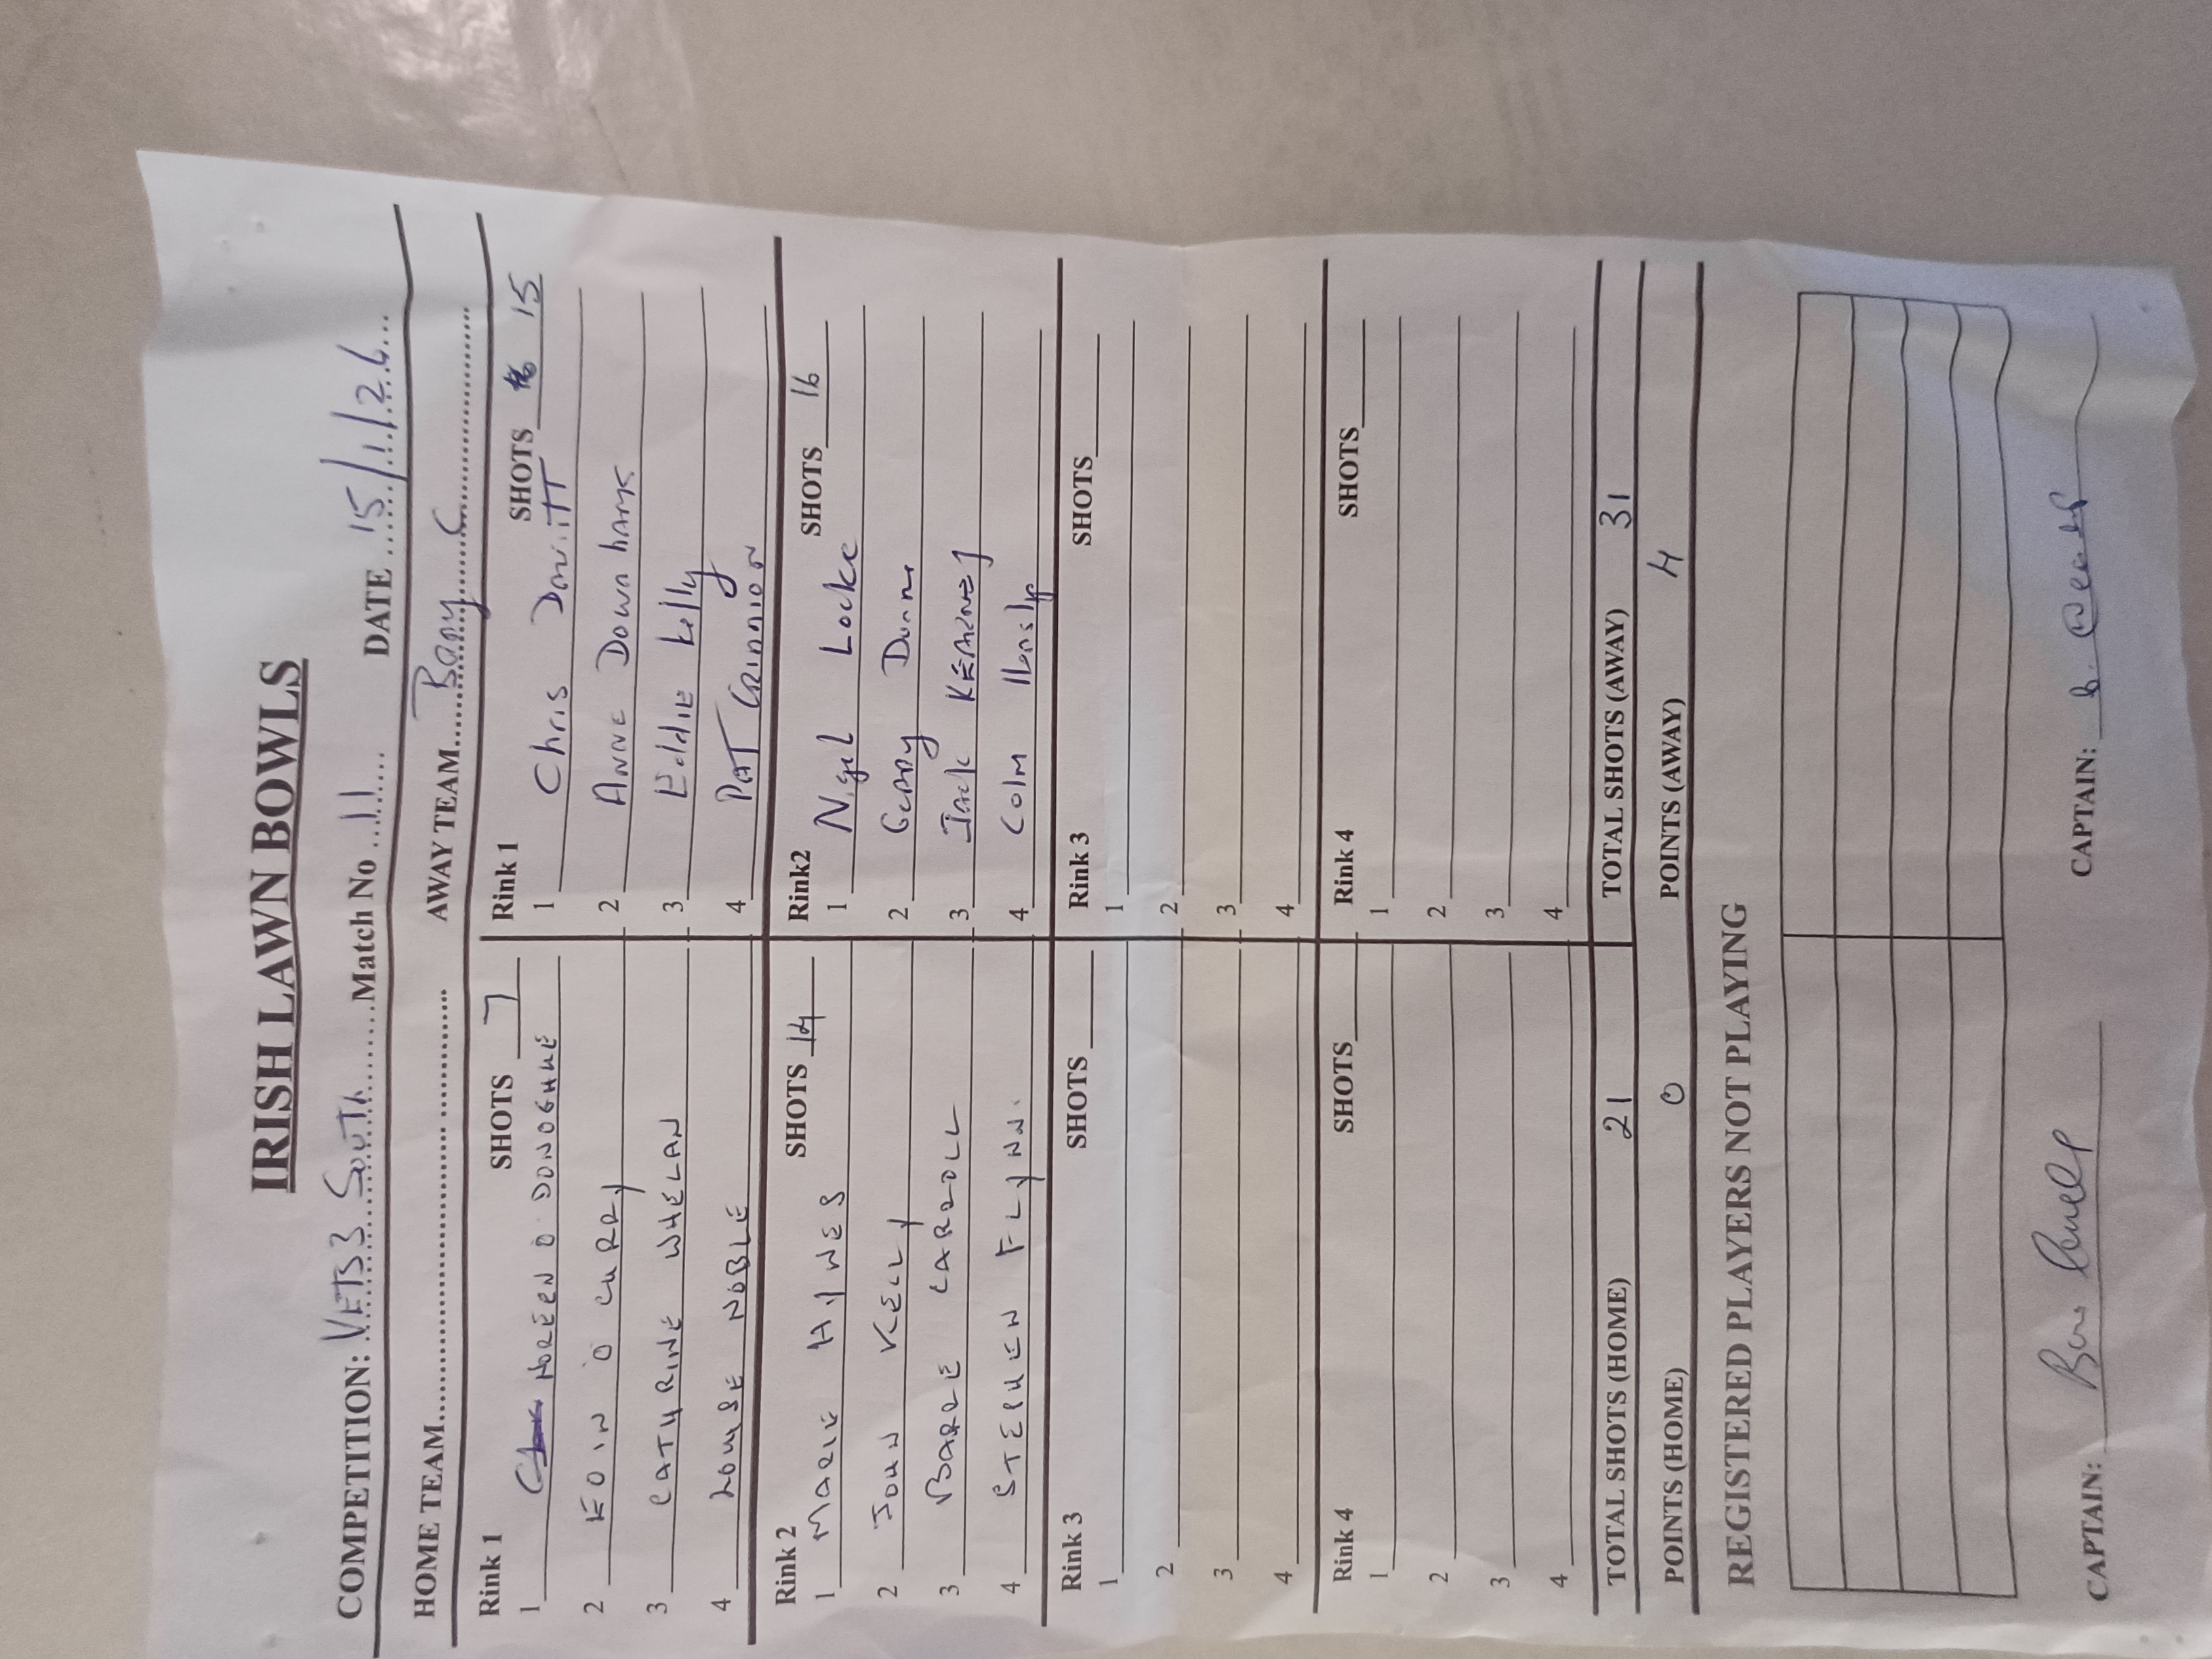 IRISH LAWN BOWLS
COMPETITION: VETS 3 South Match No 11 DATE 15/1/26
HOME TEAM AWAY TEAM Bray C
Rink 1 SHOTS 7 Rink 1 SHOTS 15
1 NOREEN O DONOGHUE 1 Chris DaviTT
2 EOIN O CURRY 2 ANNE Downhams
3 CATHRINE WHELAN 3 Eddie Kelly
4 LOUISE NOBLE 4 PAT Crinnion
Rink 2 SHOTS 14 Rink2 SHOTS 16
1 MARIE HYNES 1 Nigel Locke
2 JOHN KELLY 2 Gerry Dunne
3 BARRE CARROLL 3 Jack KEARNEY
4 STEPHEN FLYNN. 4 Colm
Rink 3 SHOTS Rink 3 SHOTS
1 1
2 2
3 3
4 4
Rink 4 SHOTS Rink 4 SHOTS
1 1
2 2
3 3
4 4
TOTAL SHOTS (HOME) 21 TOTAL SHOTS (AWAY) 31
POINTS (HOME) 0 POINTS (AWAY) 4
REGISTERED PLAYERS NOT PLAYING
CAPTAIN: CAPTAIN: